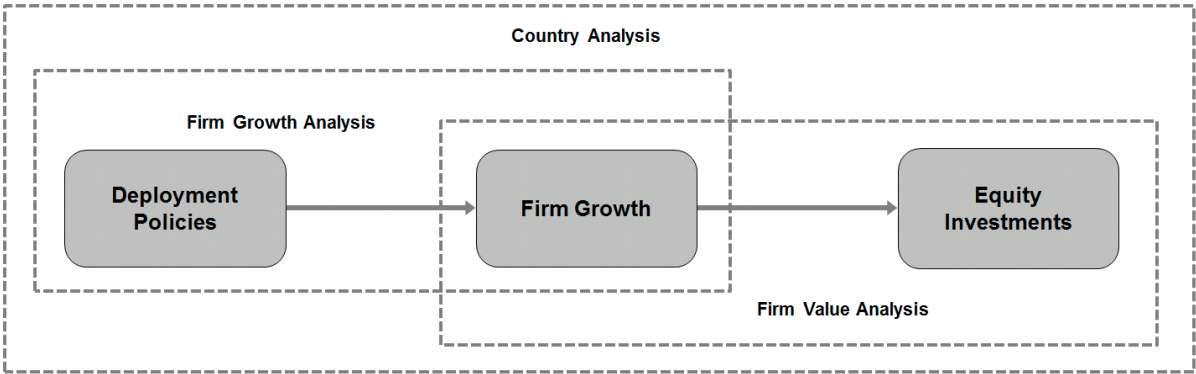 Country Analysis
Firm Growth Analysis
Deployment
Policies
Firm Growth
Equity
Investments
Firm Value Analysis